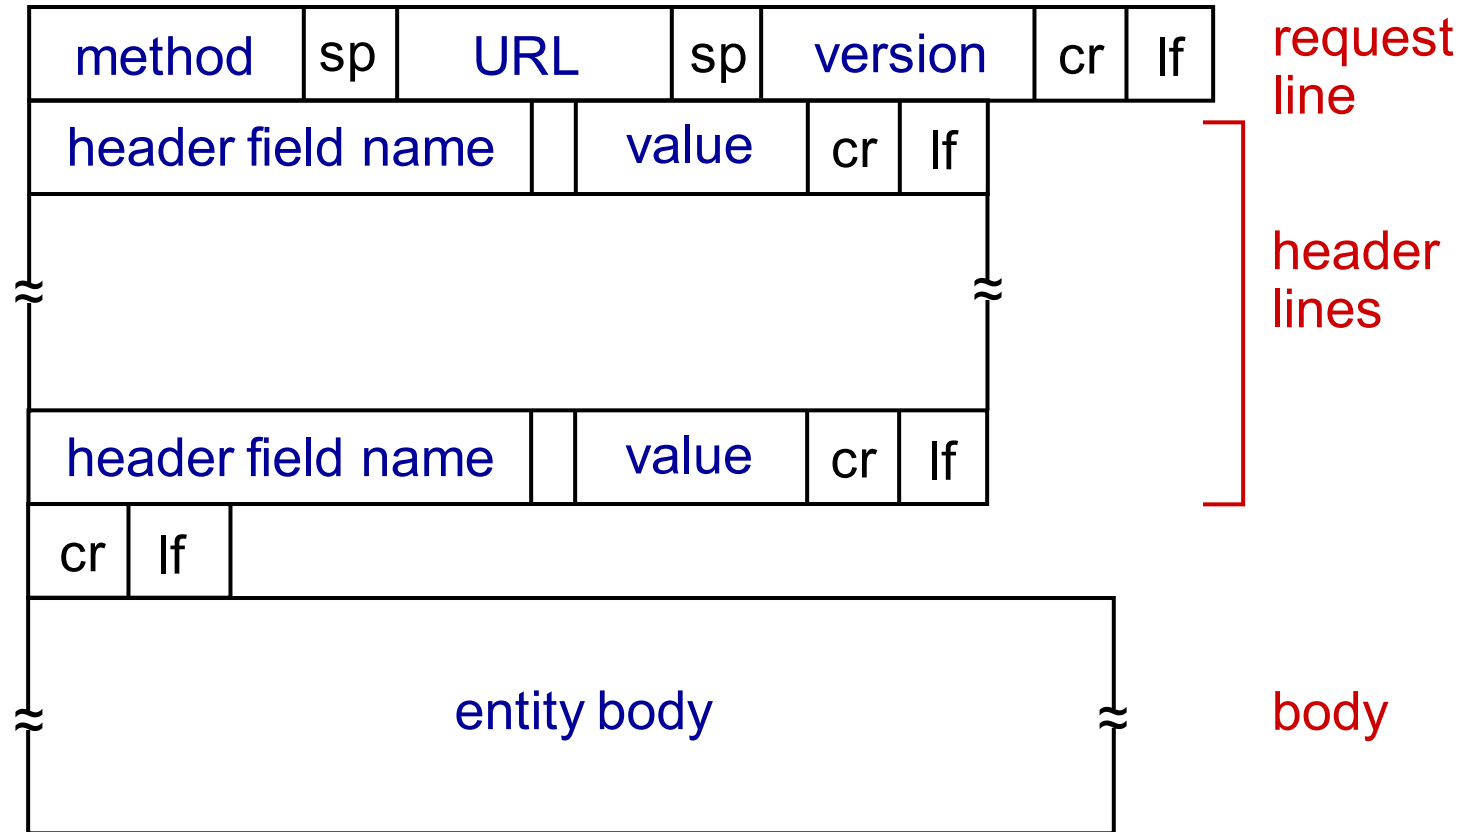 method sp URL sp version cr lf
request
line
header field name value cr lf
header
lines
≈ ≈
header field name value cr lf
cr lf
entity body
≈ ≈
body